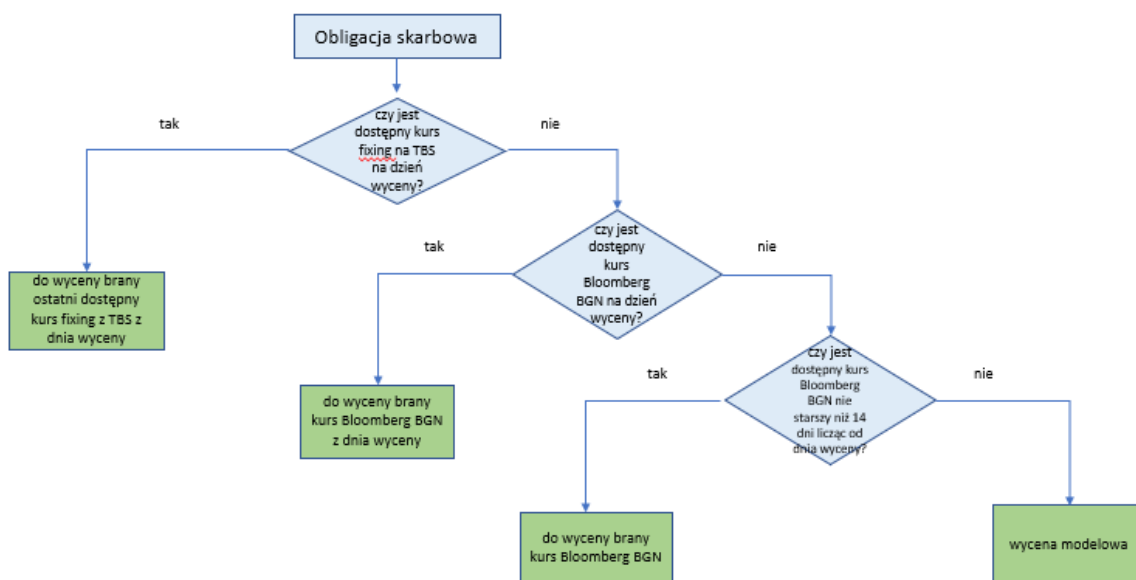 Obligacja skarbowa
czy jest
dostępny kurs
fixing na TBS
na dzień
wyceny?
tak
nie
do wyceny brany
ostatni dostępny
kurs fixing z TBS z
dnia wyceny
czy jest
dostępny
kurs
Bloomberg
BGN na dzień
wyceny?
tak
nie
do wyceny brany
kurs Bloomberg BGN
z dnia wyceny
czy jest
dostępny kurs
Bloomberg
BGN nie
starszy niż 14
dni licząc od
dnia wyceny?
tak
nie
do wyceny brany
kurs Bloomberg BGN
wycena modelowa